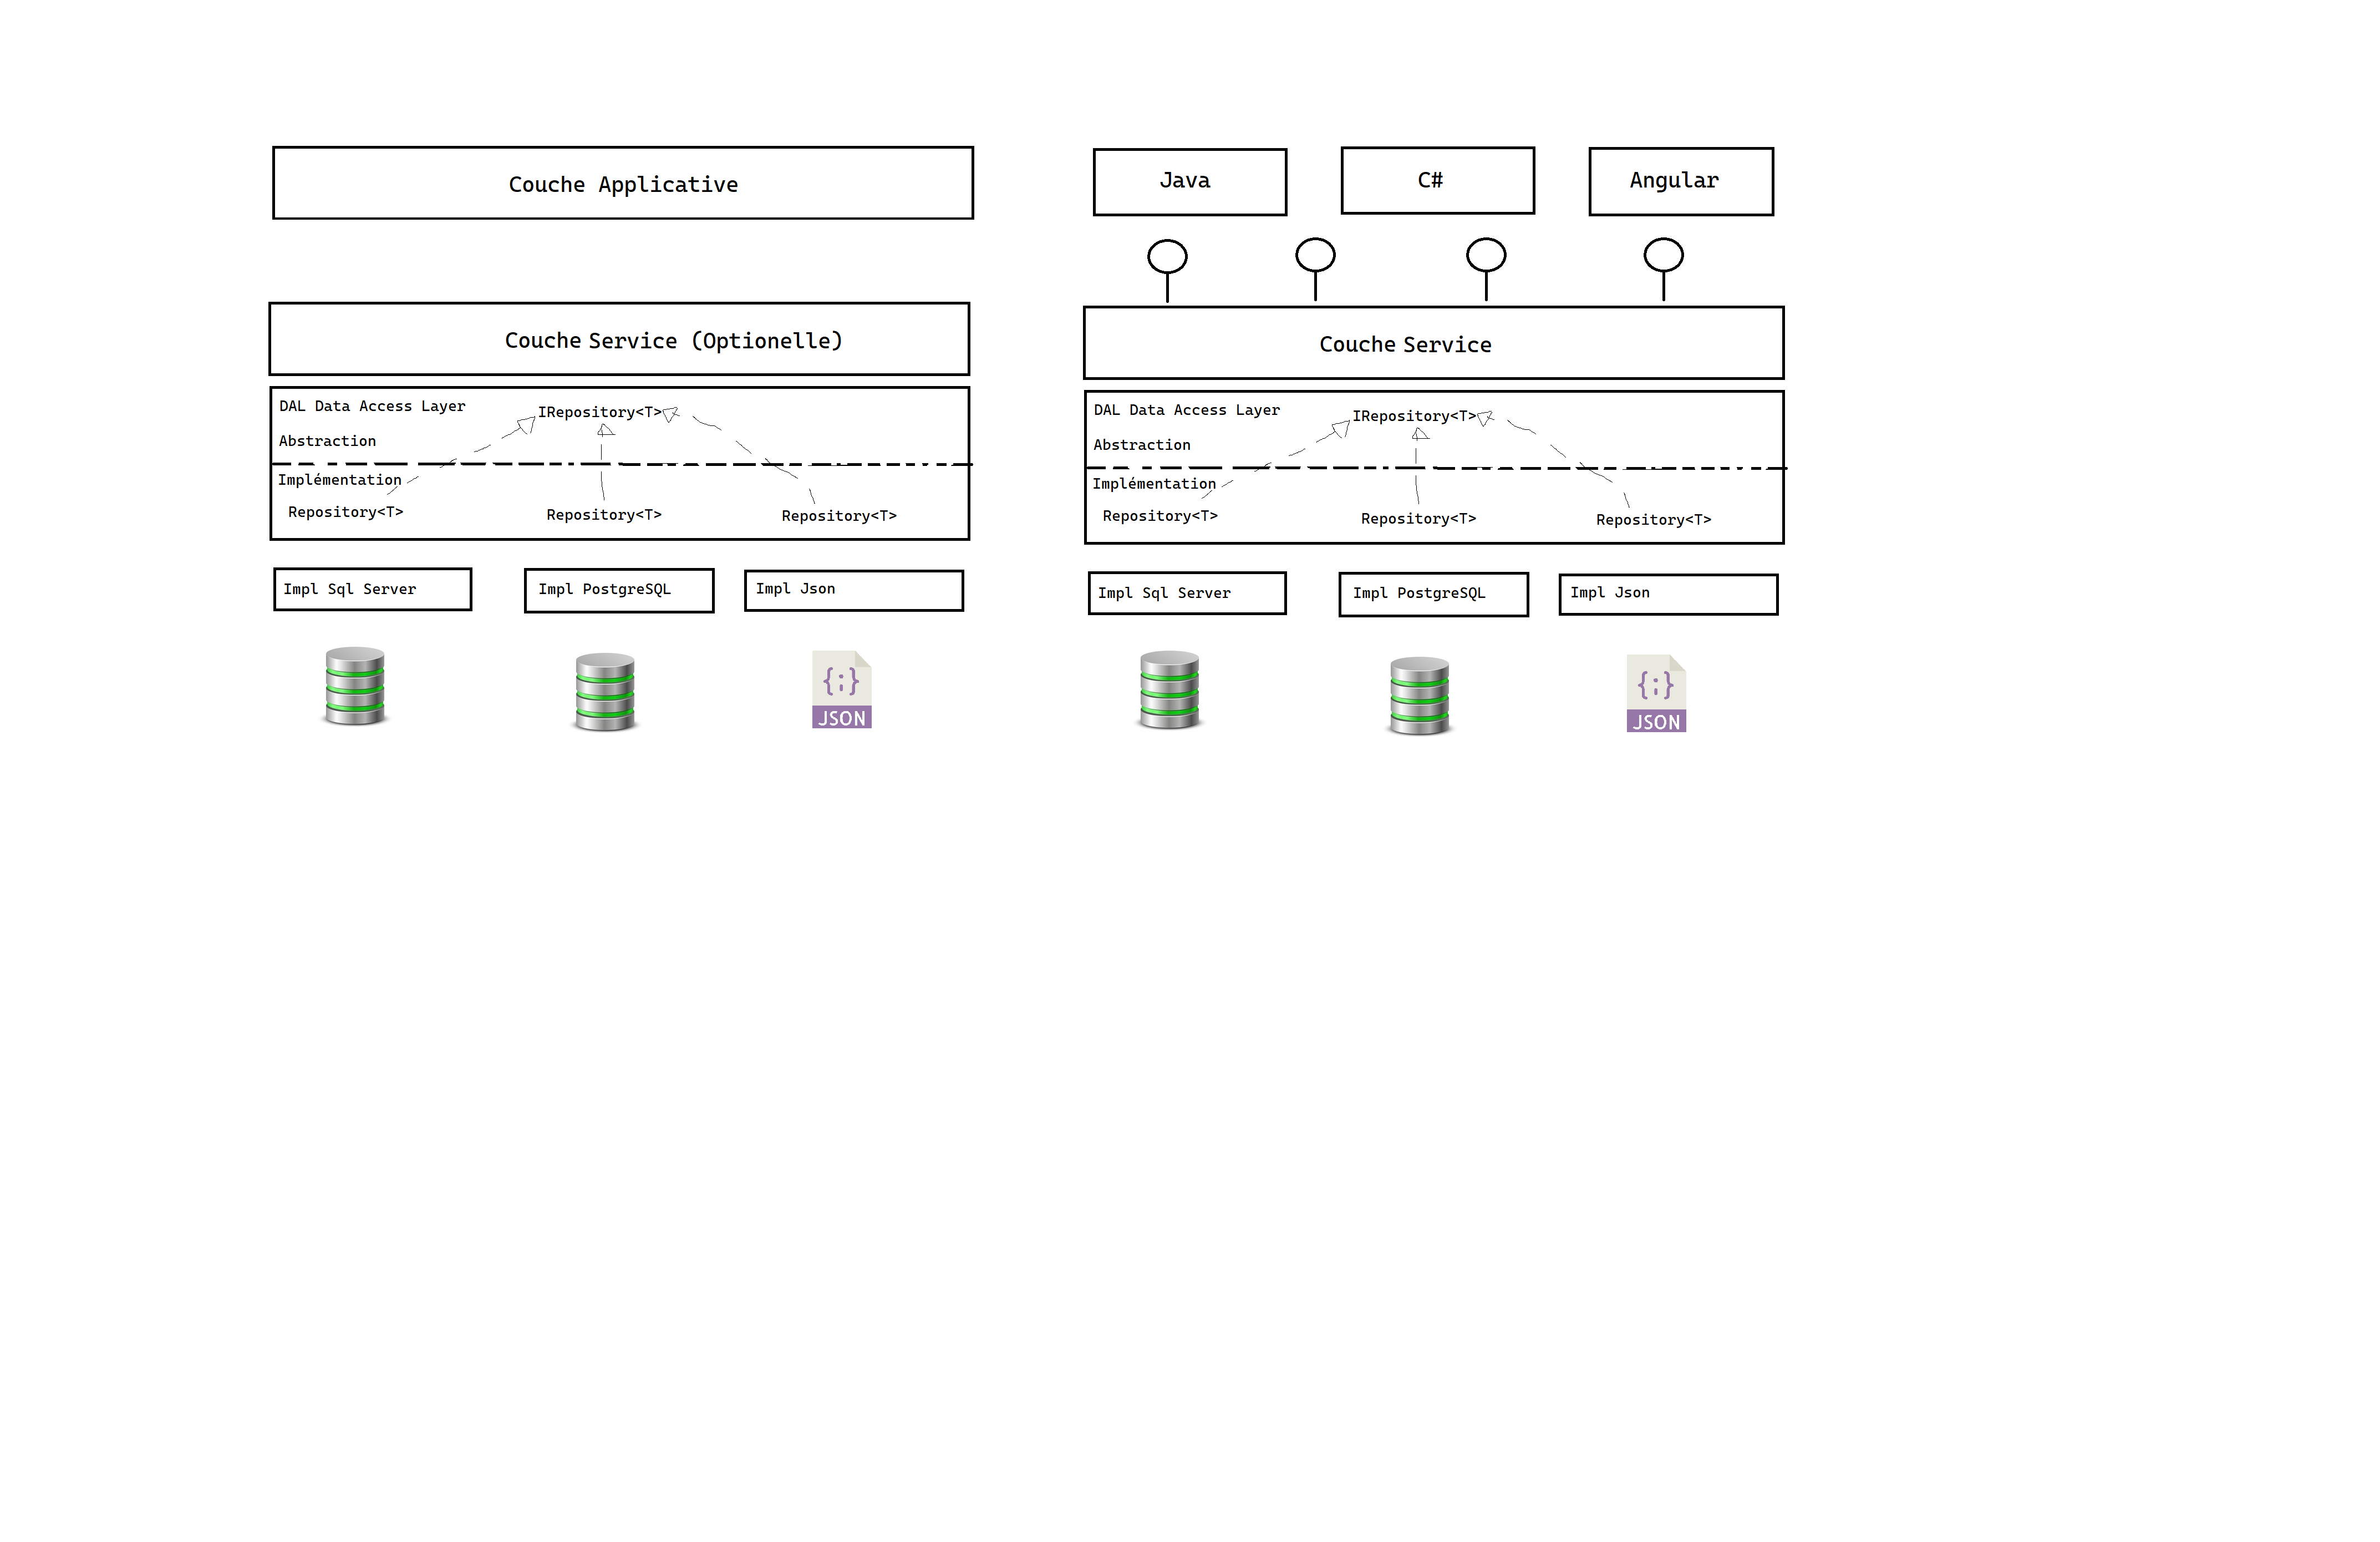 Couche Applicative
Couche Service (Optionelle)
DAL Data Access Layer
IRepository<T>
Abstraction
Implémentation
Repository<T>
Repository<T>
Repository<T>
Impl Sql Server
Impl PostgreSQL
Impl Json
{;}
JSON
Java
C#
Angular
Couche Service
DAL Data Access Layer
IRepository<T>
Abstraction
Implémentation
Repository<T>
Repository<T>
Repository<T>
Impl Sql Server
Impl PostgreSQL
Impl Json
{;}
JSON